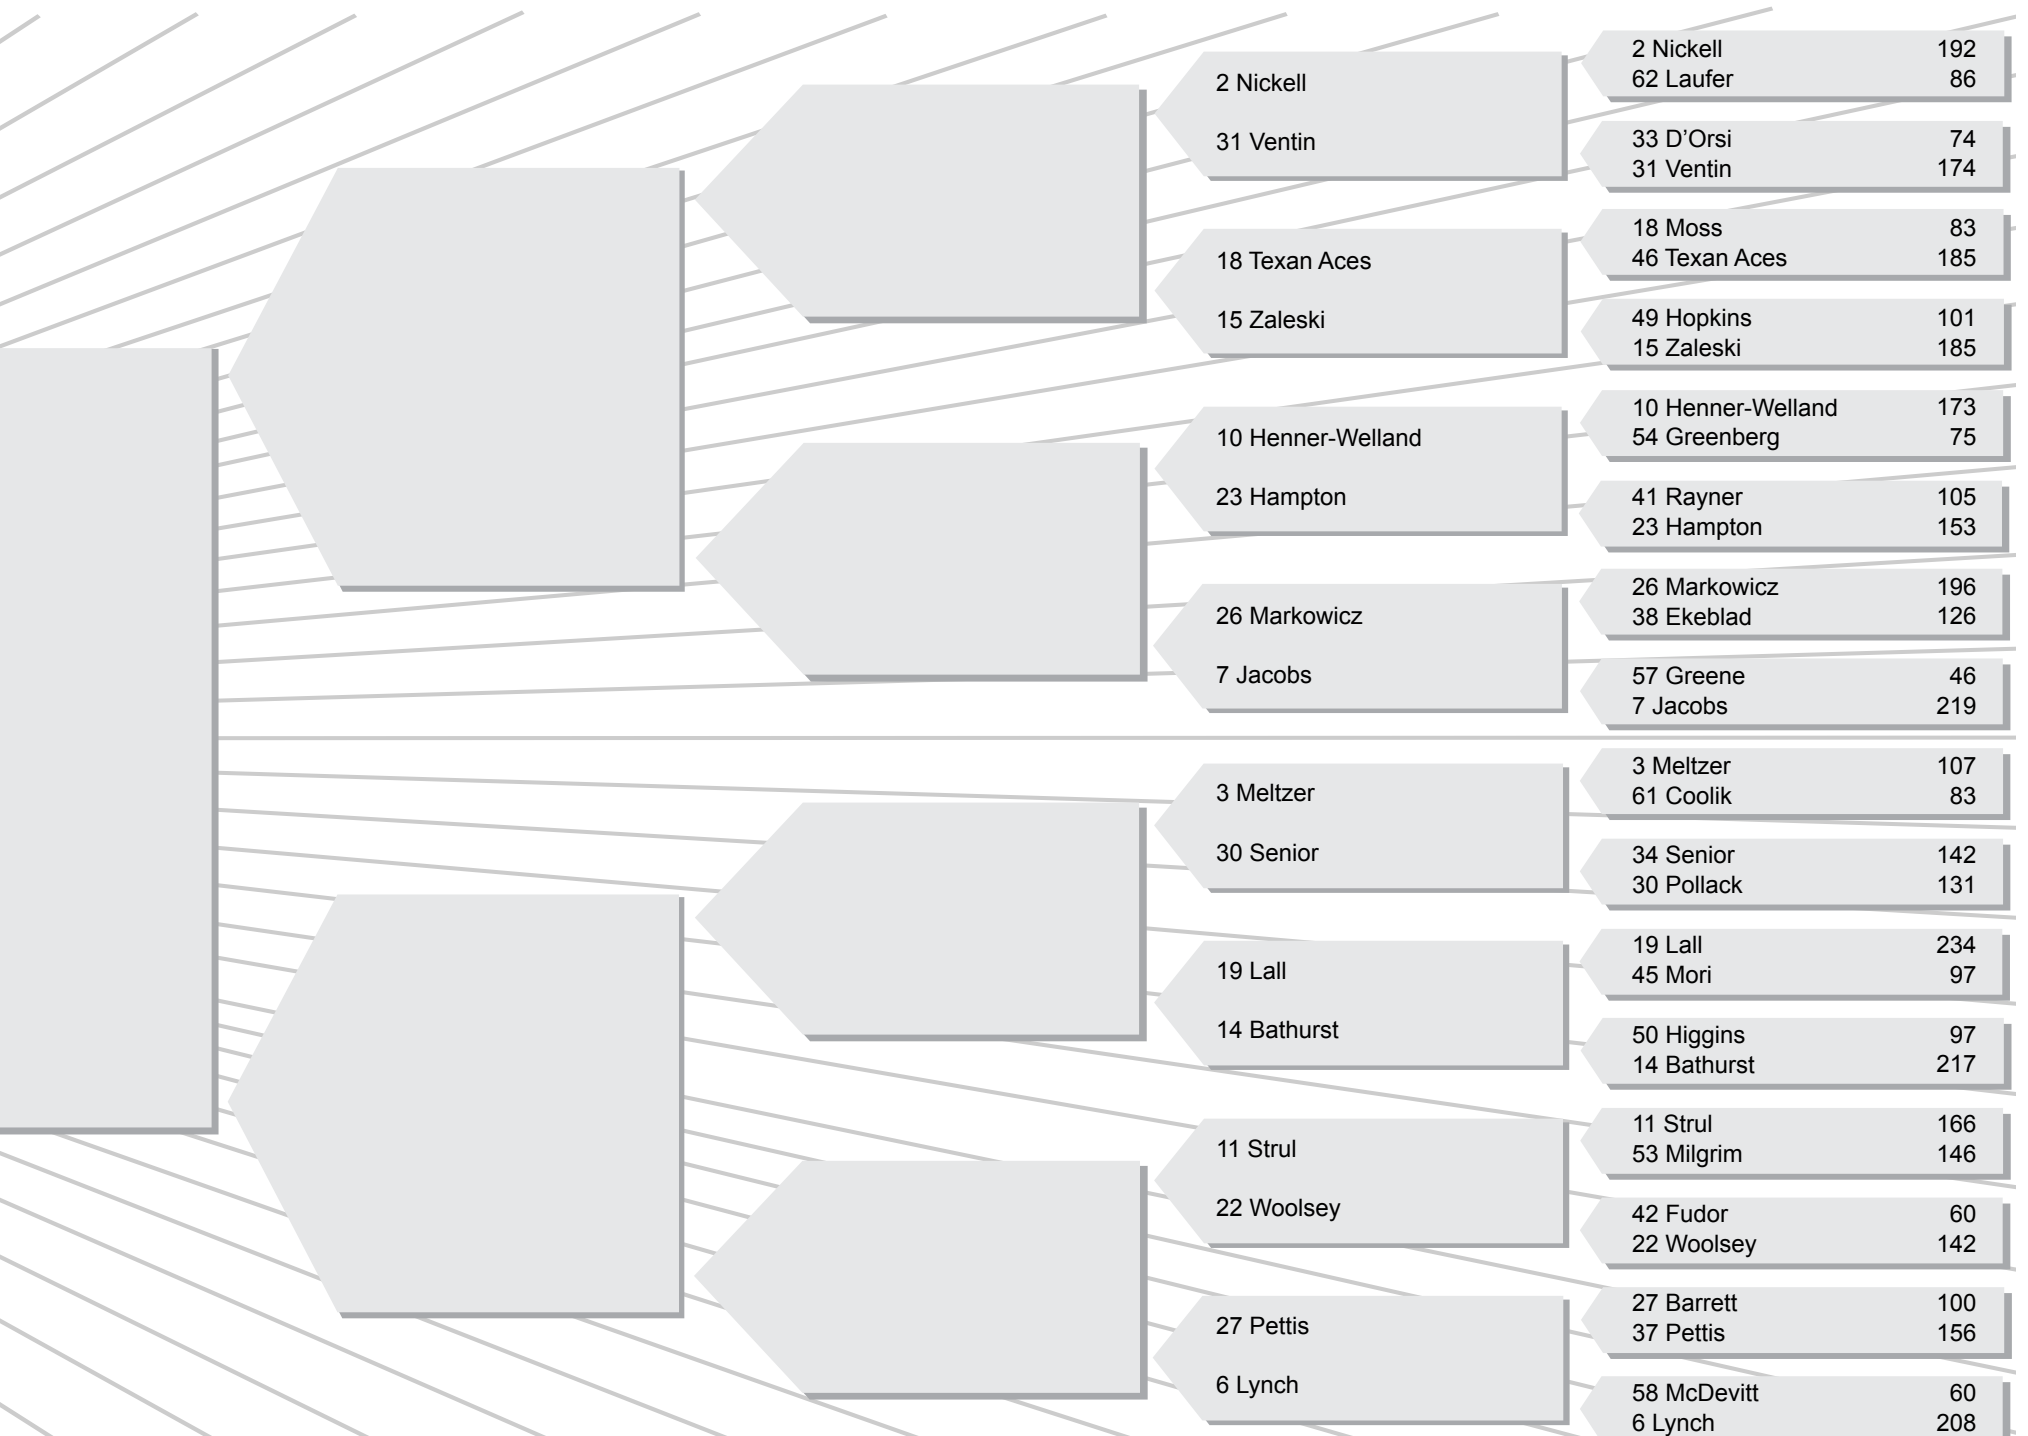 2 Nickell
31 Ventin
18 Texan Aces
15 Zaleski
10 Henner-Welland
23 Hampton
26 Markowicz
7 Jacobs
3 Meltzer
30 Senior
19 Lall
14 Bathurst
11 Strul
22 Woolsey
27 Pettis
6 Lynch
2 Nickell 192
62 Laufer 86
33 D’Orsi 74
31 Ventin 174
18 Moss 83
46 Texan Aces 185
49 Hopkins 101
15 Zaleski 185
10 Henner-Welland 173
54 Greenberg 75
41 Rayner 105
23 Hampton 153
26 Markowicz 196
38 Ekeblad 126
57 Greene 46
7 Jacobs 219
3 Meltzer 107
61 Coolik 83
34 Senior 142
30 Pollack 131
19 Lall 234
45 Mori 97
50 Higgins 97
14 Bathurst 217
11 Strul 166
53 Milgrim 146
42 Fudor 60
22 Woolsey 142
27 Barrett 100
37 Pettis 156
58 McDevitt 60
6 Lynch 208